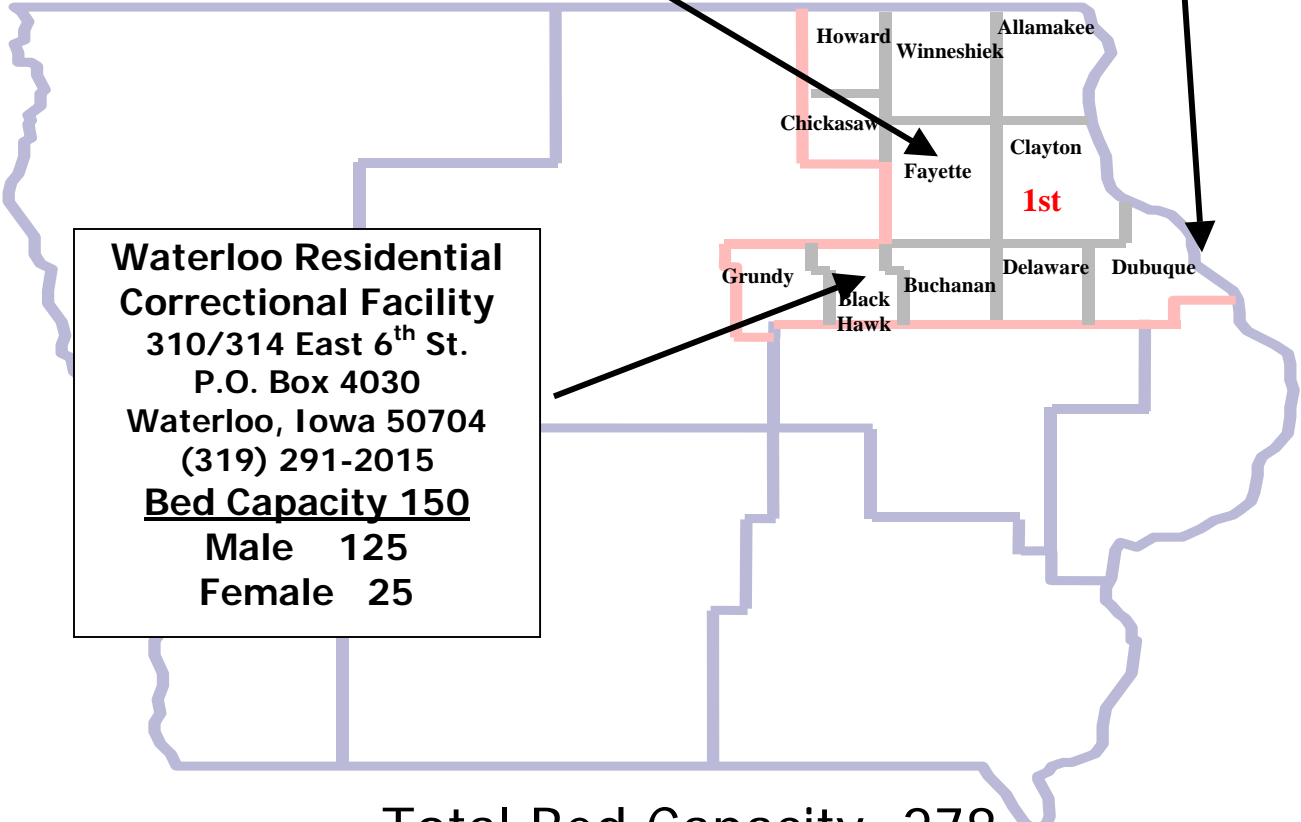 Howard
Winneshiek
Allamakee
Chickasaw
Fayette
Clayton
1st
Grundy
Black
Hawk
Buchanan
Delaware
Dubuque
Waterloo Residential
Correctional Facility
310/314 East 6th St.
P.O. Box 4030
Waterloo, Iowa 50704
(319) 291-2015
Bed Capacity 150
Male 125
Female 25
Total Bed Capacity 278